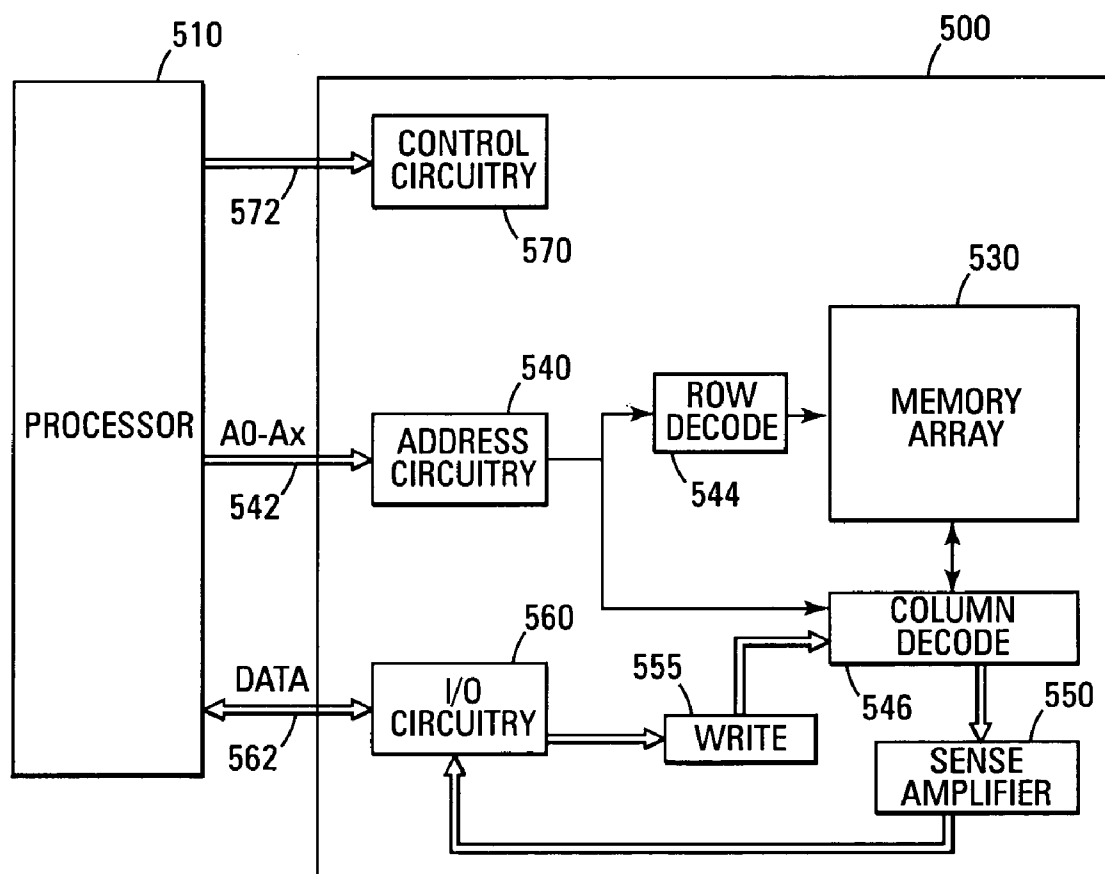 510
500
CONTROL
CIRCUITRY
572
570
530
540
PROCESSOR
A0-Ax
ADDRESS
CIRCUITRY
ROW
DECODE
MEMORY
ARRAY
542
544
560
COLUMN
DECODE
DATA
I/O
CIRCUITRY
555
546
550
562
WRITE
SENSE
AMPLIFIER